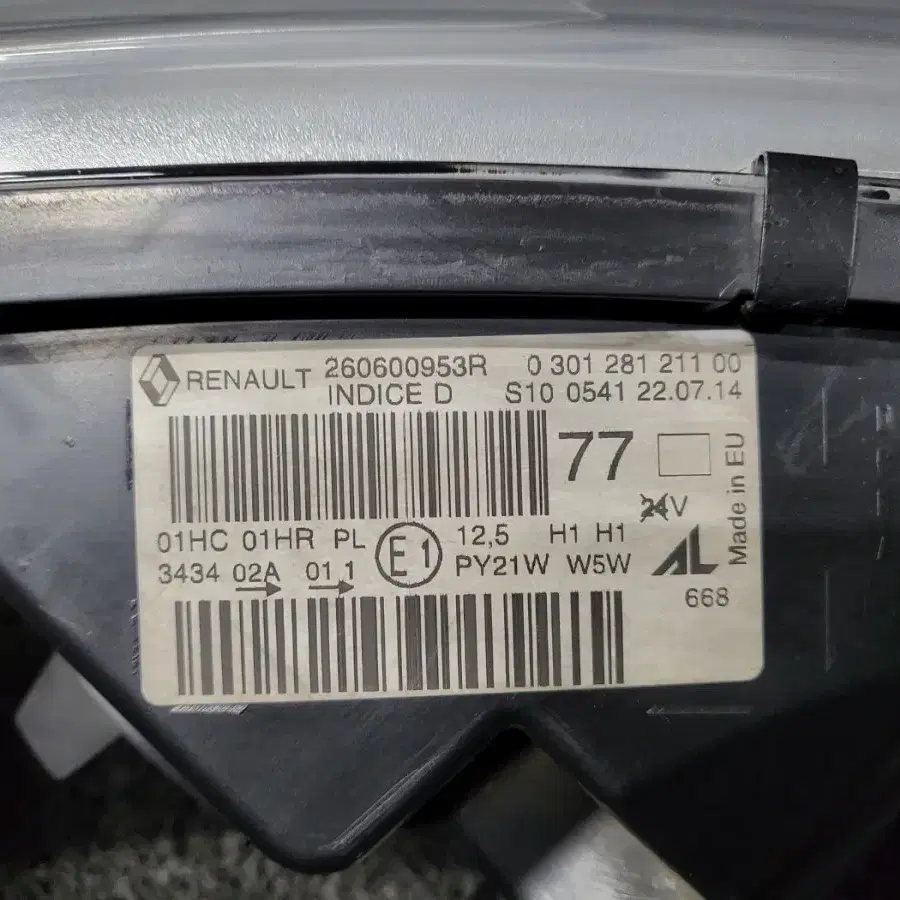 RENAULT 260600953R 0 301 281 211 00
INDICE D S10 0541 22.07.14
77
24V
Made in EU
01HC 01HR PL E1 12,5 H1 H1
3434 02A 01 1 PY21W W5W
AL
668